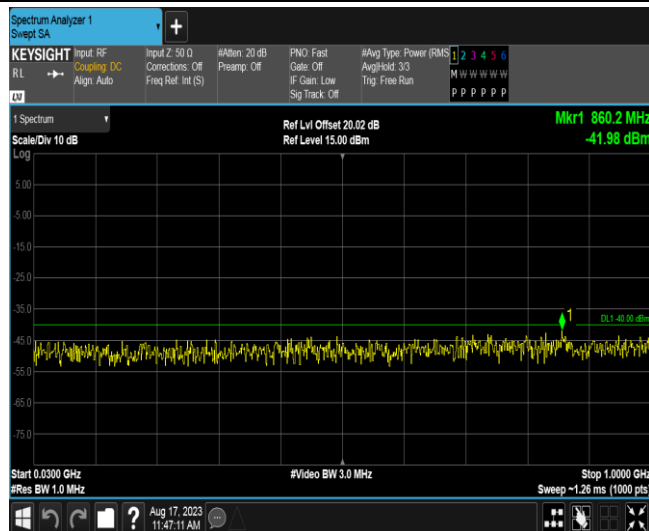 Spectrum Analyzer 1
Swept SA
+
KEYSIGHT Input: RF Input Z: 50 Ω #Atten: 20 dB PNO: Fast #Avg Type: Power (RMS 1 2 3 4 5 6
RL Coupling: DC Corrections: Off Preamp: Off Gate: Off Avg|Hold: 3/3 M W W W W W
Align: Auto Freq Ref: Int (S) IF Gain: Low Trig: Free Run
LXI Sig Track: Off P P P P P P
1 Spectrum Ref Lvl Offset 20.02 dB Mkr1 860.2 MHz
Scale/Div 10 dB Ref Level 15.00 dBm -41.98 dBm
Log
5.00
-5.00
-15.0
-25.0
-35.0
1
DL1 -40.00 dBm
-45.0
-55.0
-65.0
-75.0
Start 0.0300 GHz #Video BW 3.0 MHz Stop 1.0000 GHz
#Res BW 1.0 MHz Sweep ~1.26 ms (1000 pts)
? Aug 17, 2023
11:47:11 AM